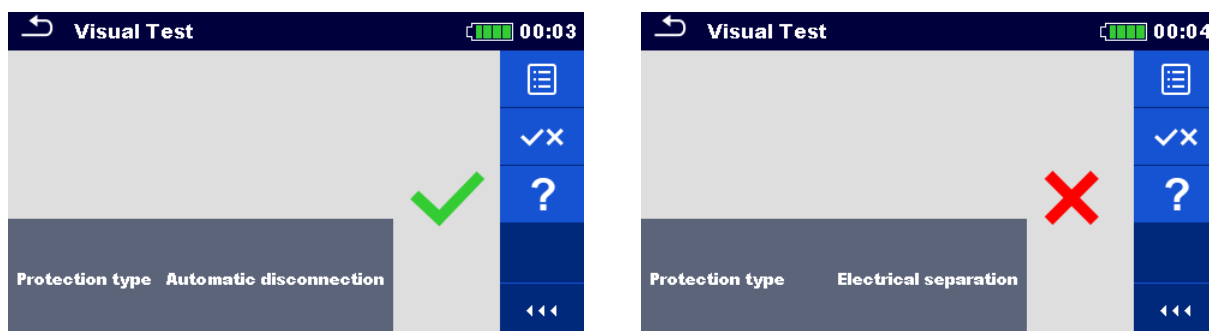 Visual Test 00:03
?
Protection type Automatic disconnection
Visual Test 00:04
?
Protection type Electrical separation